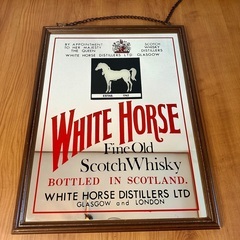 BY APPOINTMENT
TO HER MAJESTY
THE QUEEN
SCOTCH
WHISKY
DISTILLERS
WHITE HORSE DISTILLERS LTD GLASGOW
WHITE HORSE
Fine Old
Scotch Whisky
BOTTLED IN SCOTLAND.
WHITE HORSE DISTILLERS LTD
GLASGOW and LONDON